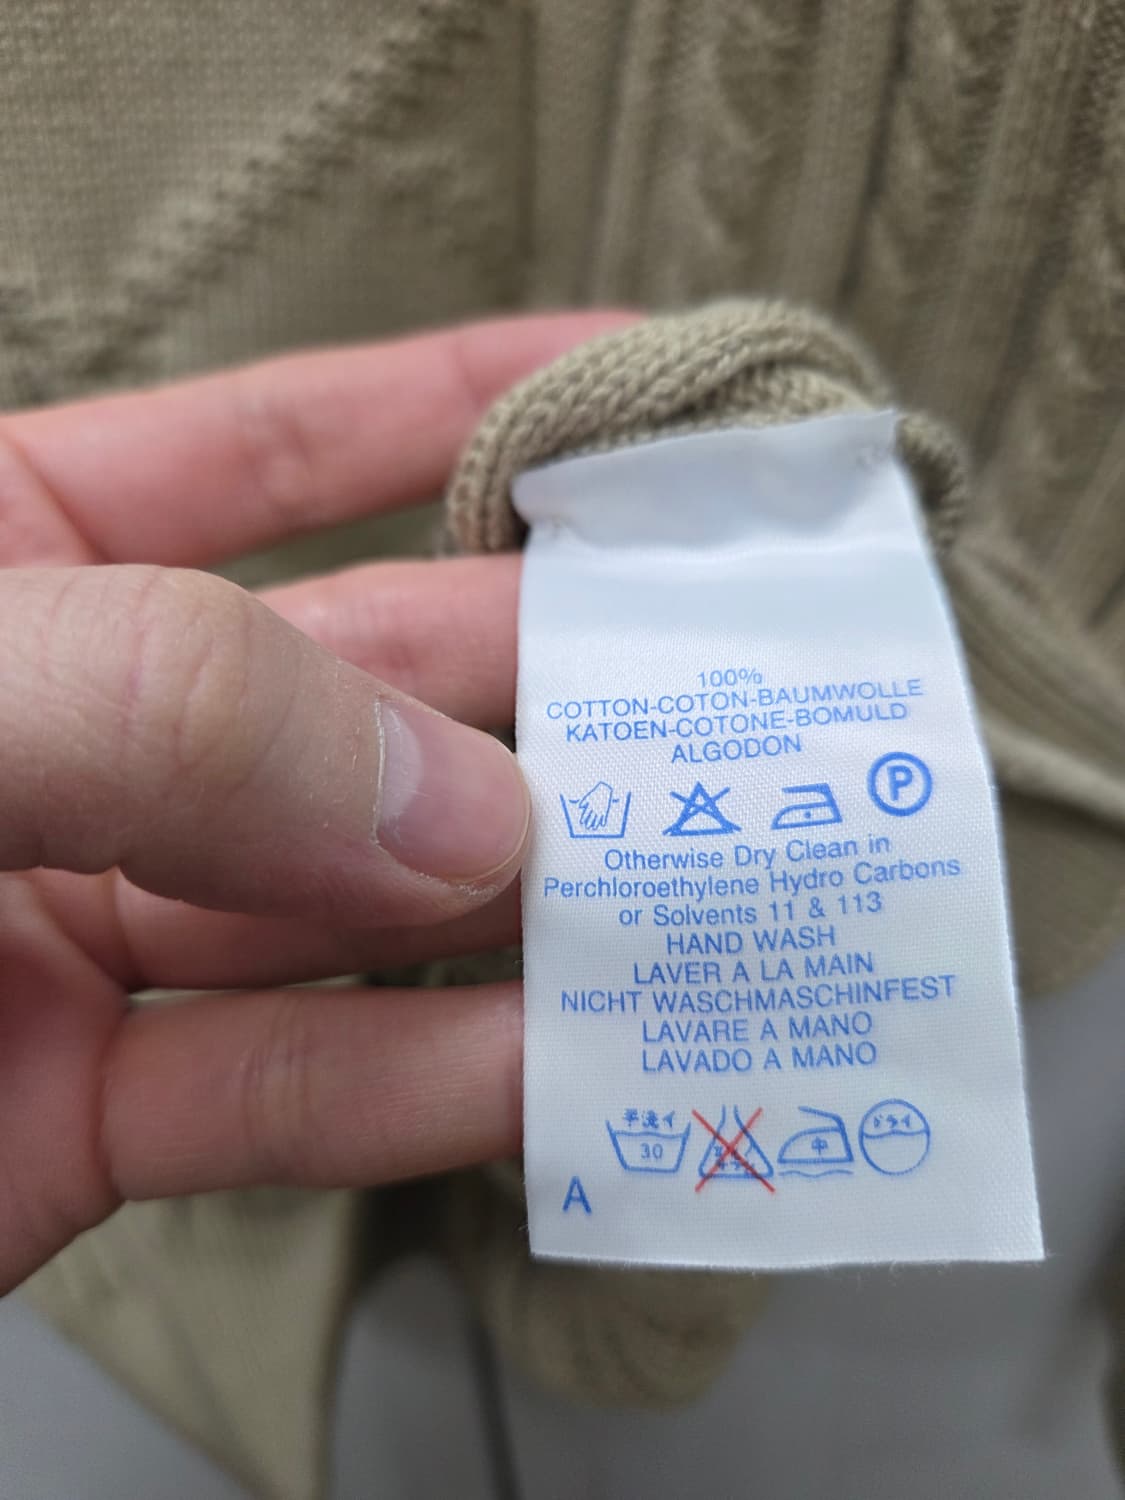 100%
COTTON-COTON-BAUMWOLLE
KATOEN-COTONE-BOMULD
ALGODON
P
Otherwise Dry Clean in
Perchloroethylene Hydro Carbons
or Solvents 11 & 113
HAND WASH
LAVER A LA MAIN
NICHT WASCHMASCHINFEST
LAVARE A MANO
LAVADO A MANO
手洗イ
30
中
ドライ
A